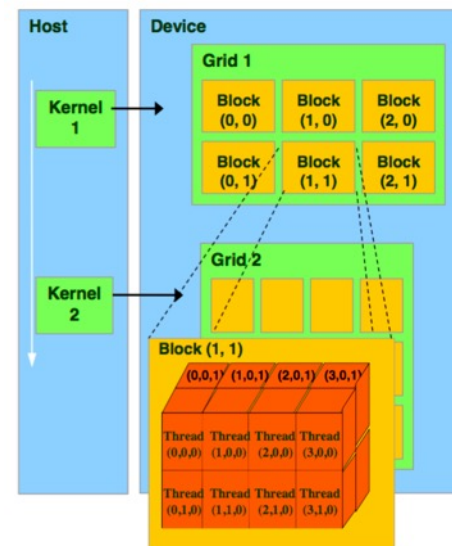 Host
Device
Grid 1
Kernel
1
Block
(0, 0)
Block
(1, 0)
Block
(2, 0)
Block
(0, 1)
Block
(1, 1)
Block
(2, 1)
Grid 2
Kernel
2
Block (1, 1)
(0,0,1) (1,0,1) (2,0,1) (3,0,1)
Thread
(0,0,0)
Thread
(1,0,0)
Thread
(2,0,0)
Thread
(3,0,0)
Thread
(0,1,0)
Thread
(1,1,0)
Thread
(2,1,0)
Thread
(3,1,0)